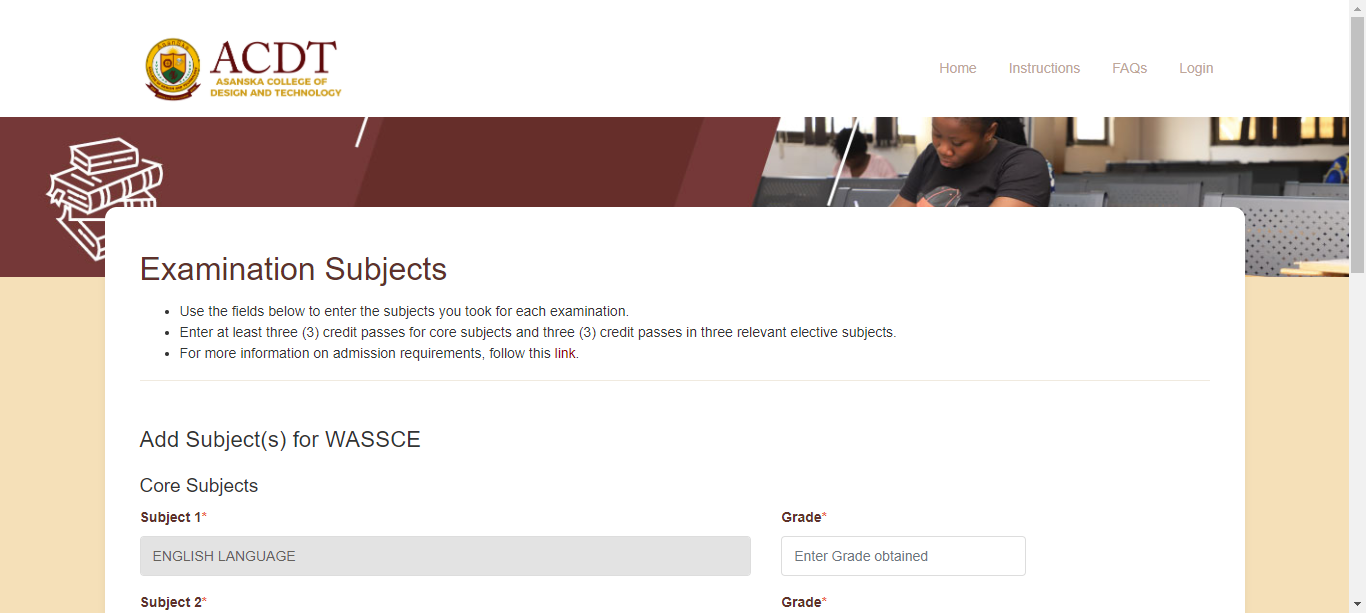 Asanska
ACDT
ASANSKA COLLEGE OF
DESIGN AND TECHNOLOGY
Home
Instructions
FAQs
Login
Examination Subjects
Use the fields below to enter the subjects you took for each examination.
Enter at least three (3) credit passes for core subjects and three (3) credit passes in three relevant elective subjects.
For more information on admission requirements, follow this link.
Add Subject(s) for WASSCE
Core Subjects
Subject 1*
Grade*
ENGLISH LANGUAGE
Enter Grade obtained
Subject 2*
Grade*